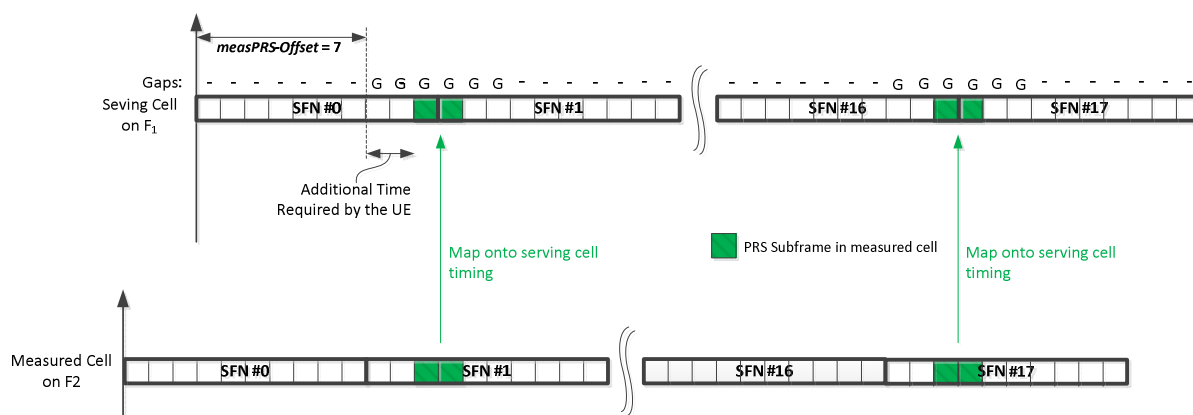 measPRS-Offset = 7
Gaps: - - - - - - - G G G G G G - - - - - - - - - - - - - - G G G G G G - - - - - - -
Seving Cell
on F1
SFN #0 SFN #1 SFN #16 SFN #17
Additional Time
Required by the UE
Map onto serving cell
timing
PRS Subframe in measured cell
Map onto serving cell
timing
Measured Cell
on F2
SFN #0 SFN #1 SFN #16 SFN #17